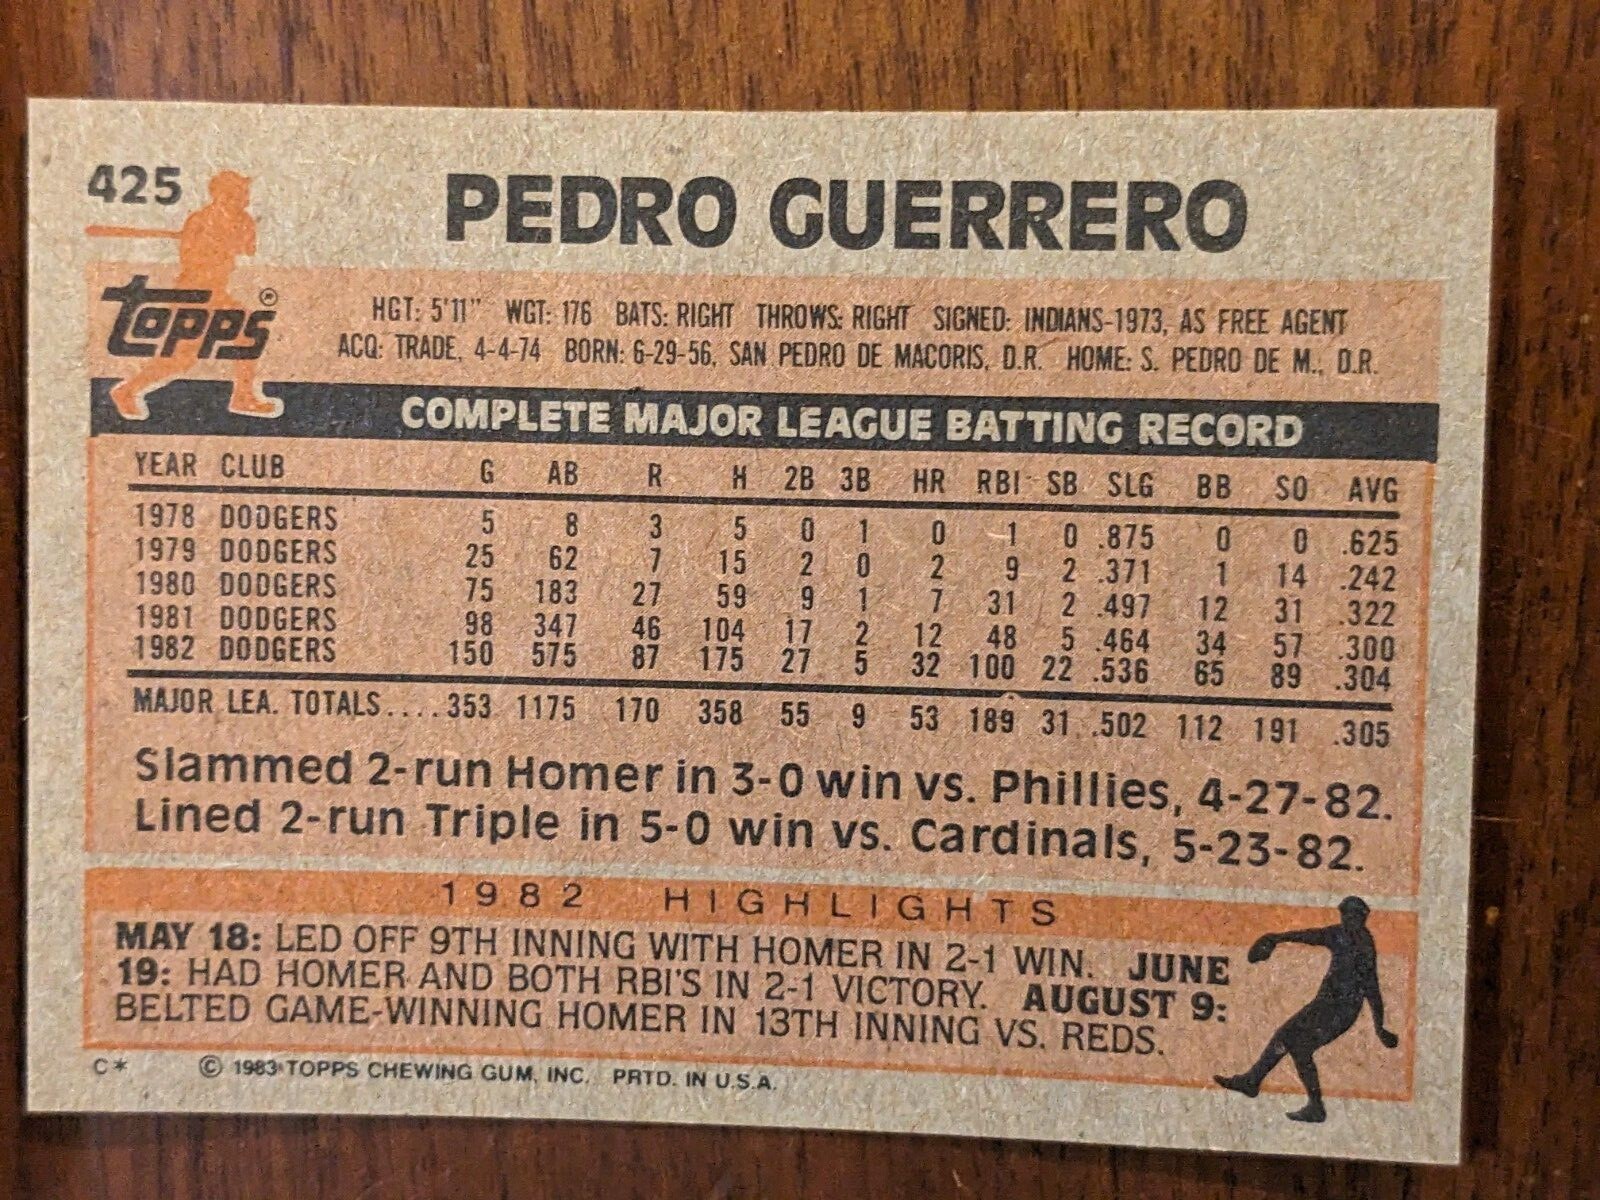 425
PEDRO GUERRERO
topps®
HGT: 5'11" WGT: 176 BATS: RIGHT THROWS: RIGHT SIGNED: INDIANS-1973, AS FREE AGENT
ACQ: TRADE, 4-4-74 BORN: 6-29-56, SAN PEDRO DE MACORIS, D.R. HOME: S. PEDRO DE M., D.R.
COMPLETE MAJOR LEAGUE BATTING RECORD
YEAR CLUB G AB R H 2B 3B HR RBI SB SLG BB SO AVG
1978 DODGERS 5 8 3 5 0 1 0 1 0 .875 0 0 .625
1979 DODGERS 25 62 7 15 2 0 2 9 2 .371 1 14 .242
1980 DODGERS 75 183 27 59 9 1 7 31 2 .497 12 31 .322
1981 DODGERS 98 347 46 104 17 2 12 48 5 .464 34 57 .300
1982 DODGERS 150 575 87 175 27 5 32 100 22 .536 65 89 .304
MAJOR LEA. TOTALS.... 353 1175 170 358 55 9 53 189 31 .502 112 191 .305
Slammed 2-run Homer in 3-0 win vs. Phillies, 4-27-82.
Lined 2-run Triple in 5-0 win vs. Cardinals, 5-23-82.
1982 HIGHLIGHTS
MAY 18: LED OFF 9TH INNING WITH HOMER IN 2-1 WIN. JUNE
19: HAD HOMER AND BOTH RBI'S IN 2-1 VICTORY. AUGUST 9:
BELTED GAME-WINNING HOMER IN 13TH INNING VS. REDS.
C* © 1983 TOPPS CHEWING GUM, INC. PRTD. IN U.S.A.